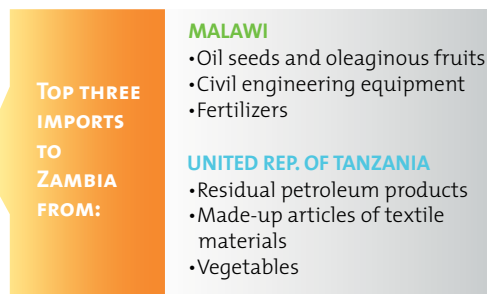 TOP THREE
IMPORTS
TO
ZAMBIA
FROM:
MALAWI
•Oil seeds and oleaginous fruits
•Civil engineering equipment
•Fertilizers
UNITED REP. OF TANZANIA
•Residual petroleum products
•Made-up articles of textile
materials
•Vegetables